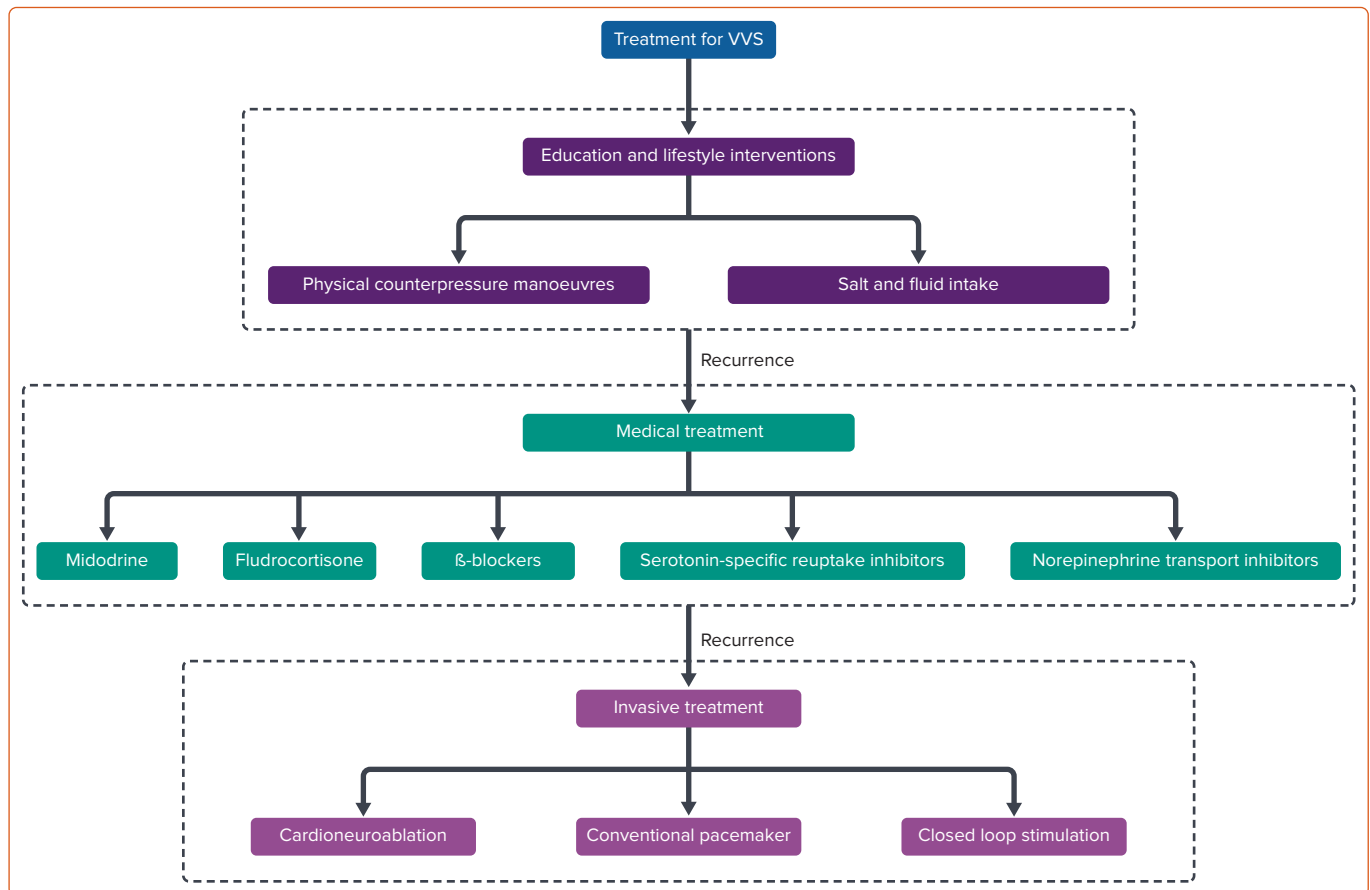 Treatment for VVS
Education and lifestyle interventions
Physical counterpressure manoeuvres
Salt and fluid intake
Recurrence
Medical treatment
Midodrine
Fludrocortisone
ß-blockers
Serotonin-specific reuptake inhibitors
Norepinephrine transport inhibitors
Recurrence
Invasive treatment
Cardioneuroablation
Conventional pacemaker
Closed loop stimulation